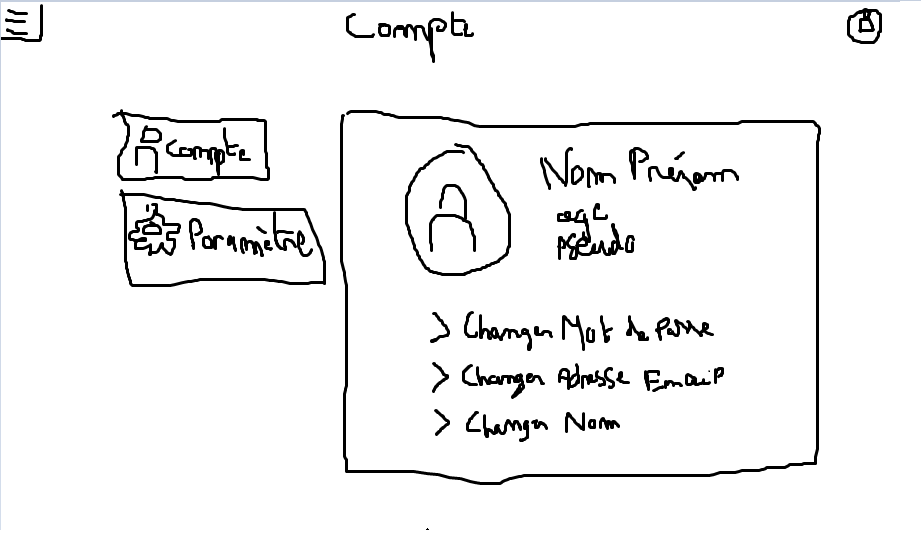 Compte
Compte
Paramètre
Nom Prénom
age
pseudo
> Changer Mot de Passe
> Changer Adresse Email
> Changer Nom